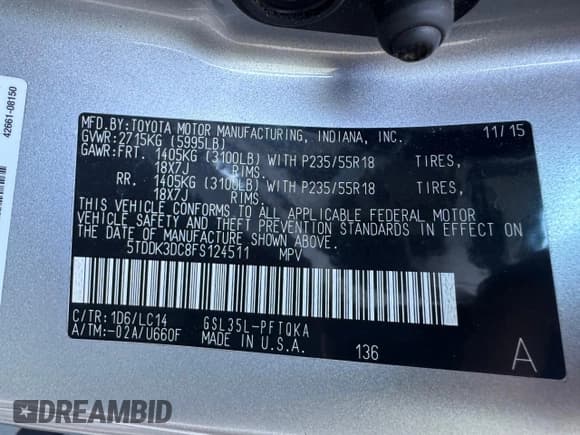 42661-08150
MFD.BY:TOYOTA MOTOR MANUFACTURING, INDIANA, INC. 11/15
GVWR:2715KG (5995LB)
GAWR:FRT. 1405KG (3100LB) WITH P235/55R18 TIRES,
18X7J RIMS.
RR. 1405KG (3100LB) WITH P235/55R18 TIRES,
18X7J RIMS.
THIS VEHICLE CONFORMS TO ALL APPLICABLE FEDERAL MOTOR
VEHICLE SAFETY AND THEFT PREVENTION STANDARDS IN EFFECT ON
THE DATE OF MANUFACTURE SHOWN ABOVE.
5TDDK3DC8FS124511 MPV
C/TR:1D6/LC14 GSL35L-PFTQKA
A/TM:-02A/U660F MADE IN U.S.A. 136 A
DREAMBID